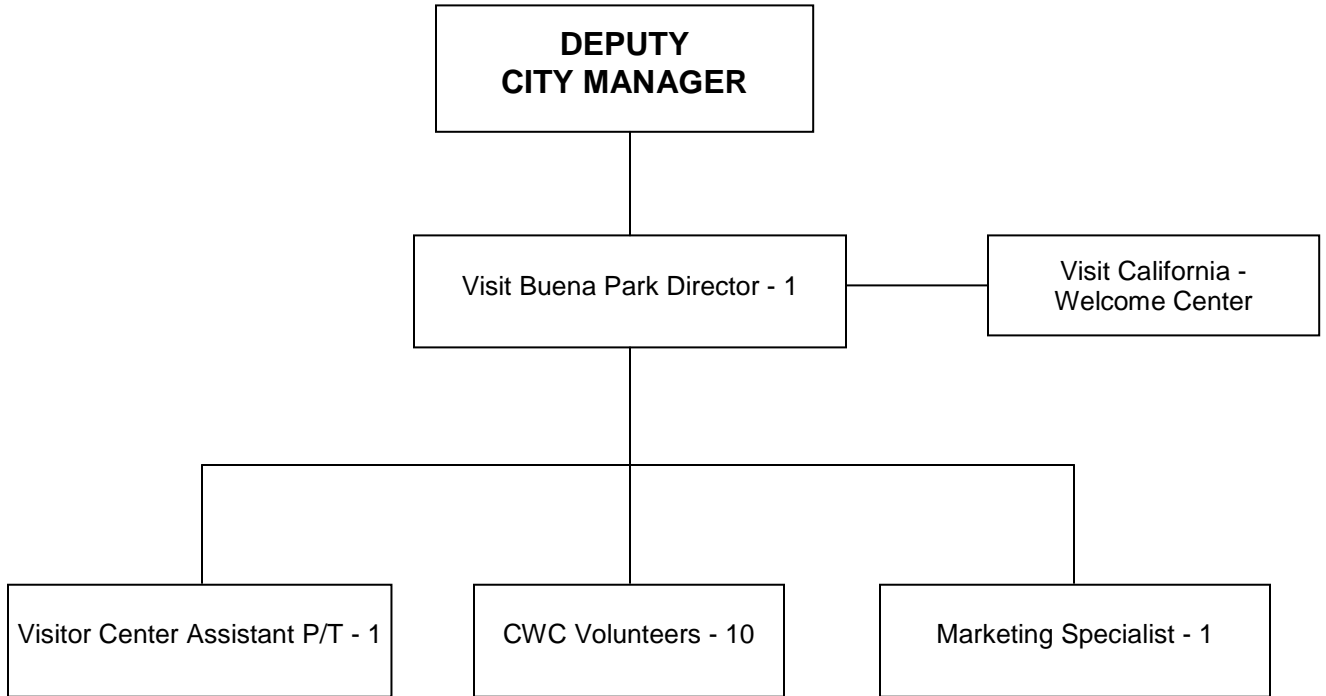 DEPUTY
CITY MANAGER
Visit Buena Park Director - 1
Visit California -
Welcome Center
Visitor Center Assistant P/T - 1
CWC Volunteers - 10
Marketing Specialist - 1